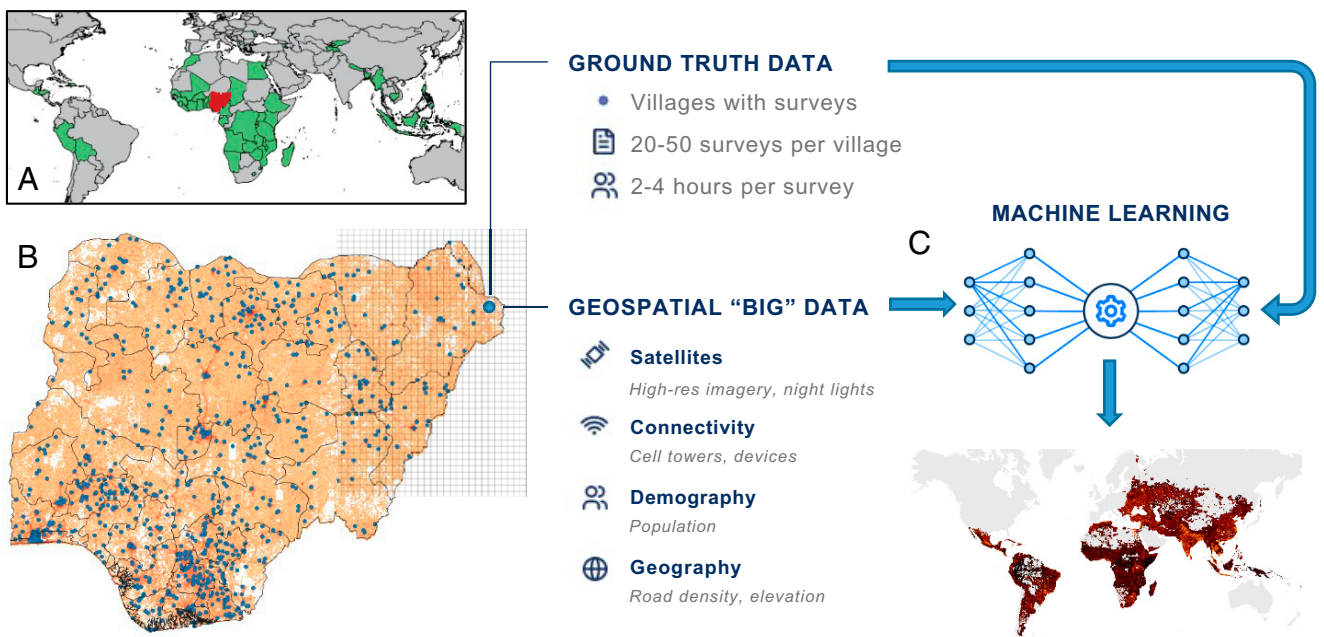 A
GROUND TRUTH DATA
Villages with surveys
20-50 surveys per village
2-4 hours per survey
B
GEOSPATIAL “BIG” DATA
Satellites
High-res imagery, night lights
Connectivity
Cell towers, devices
Demography
Population
Geography
Road density, elevation
MACHINE LEARNING
C